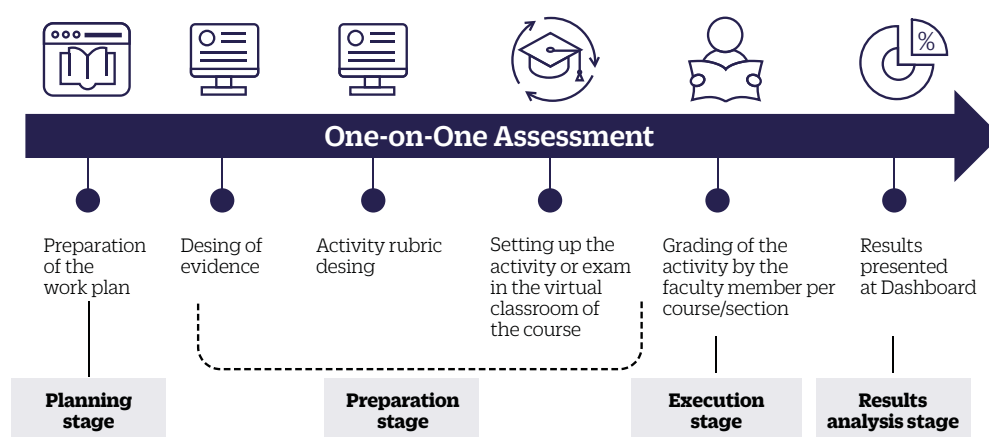 %
One-on-One Assessment
Preparation
of the
work plan
Desing of
evidence
Activity rubric
desing
Setting up the
activity or exam
in the virtual
classroom of
the course
Grading of the
activity by the
faculty member per
course/section
Results
presented
at Dashboard
Planning
stage
Preparation
stage
Execution
stage
Results
analysis stage